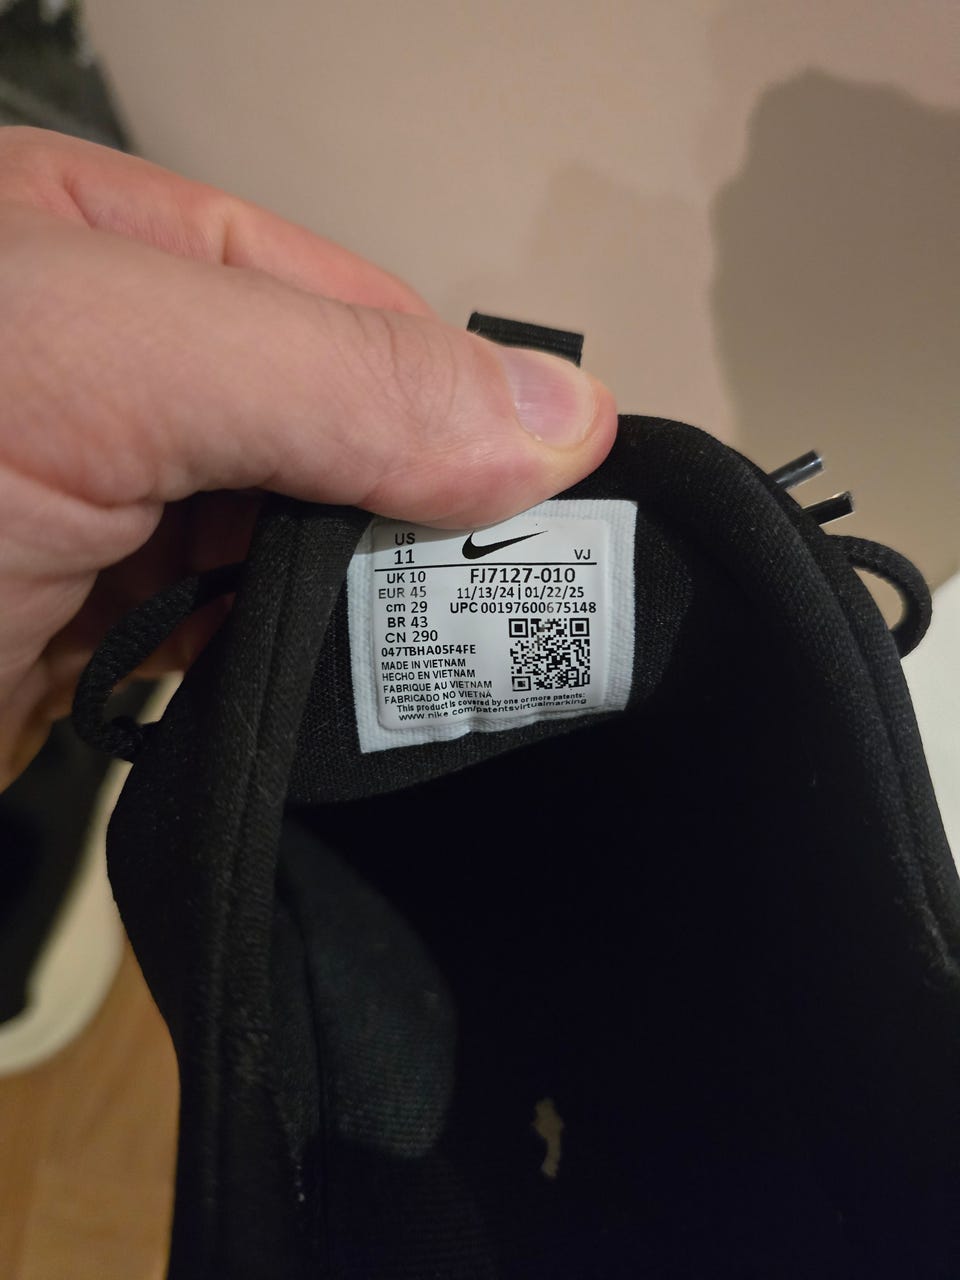 US
11
VJ
UK 10
EUR 45
cm 29
BR 43
CN 290
FJ7127-010
11/13/24|01/22/25
UPC 00197600675148
047TBHA05F4FE
MADE IN VIETNAM
HECHO EN VIETNAM
FABRIQUE AU VIETNAM
FABRICADO NO VIETNA
This product is covered by one or more patents:
www.nike.com/patentsvirtualmarking